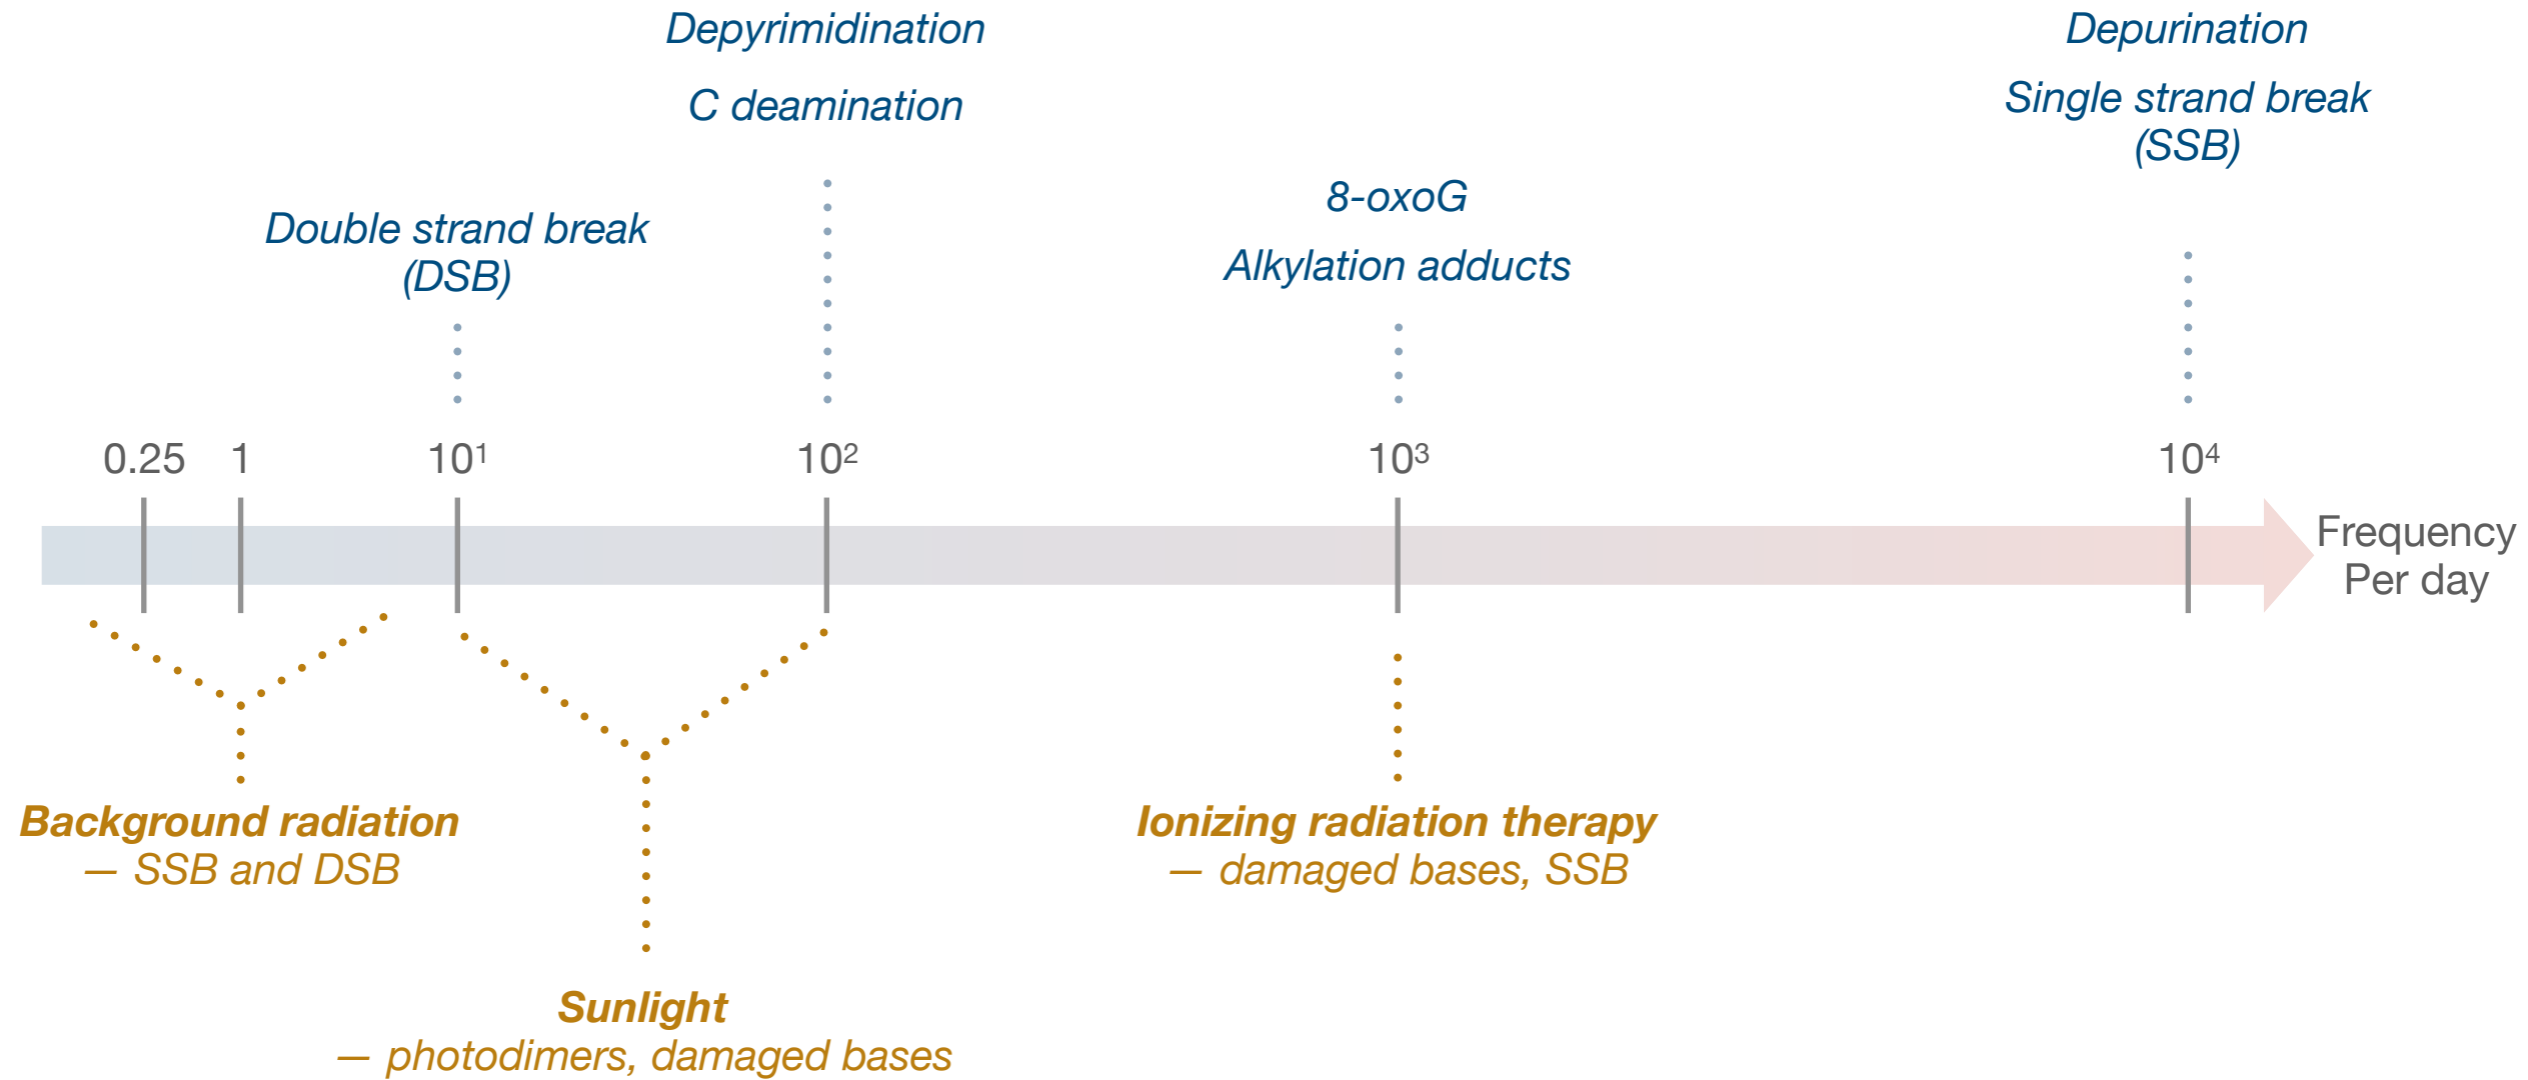 Depyrimidination
C deamination
Depurination
Single strand break
(SSB)
Double strand break
(DSB)
8-oxoG
Alkylation adducts
0.25
1
10¹
10²
10³
10⁴
Frequency
Per day
Background radiation
— SSB and DSB
Ionizing radiation therapy
— damaged bases, SSB
Sunlight
— photodimers, damaged bases